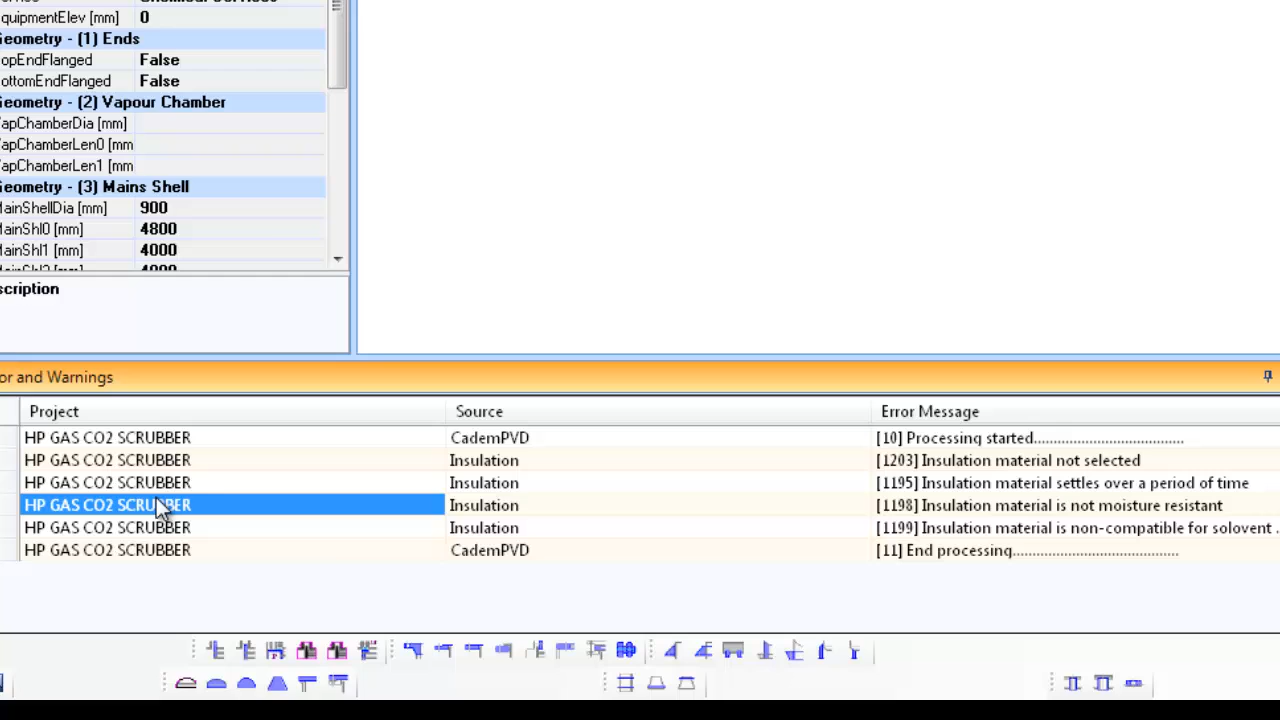 quipmentElev [mm] 0
eometry - (1) Ends
opEndFlanged False
ottomEndFlanged False
eometry - (2) Vapour Chamber
apChamberDia [mm]
apChamberLen0 [mm
apChamberLen1 [mm
eometry - (3) Mains Shell
MainShellDia [mm] 900
MainShl0 [mm] 4800
MainShl1 [mm] 4000
scription
or and Warnings
Project Source Error Message
HP GAS CO2 SCRUBBER CademPVD [10] Processing started......................................
HP GAS CO2 SCRUBBER Insulation [1203] Insulation material not selected
HP GAS CO2 SCRUBBER Insulation [1195] Insulation material settles over a period of time
HP GAS CO2 SCRUBBER Insulation [1198] Insulation material is not moisture resistant
HP GAS CO2 SCRUBBER Insulation [1199] Insulation material is non-compatible for solovent .
HP GAS CO2 SCRUBBER CademPVD [11] End processing..........................................